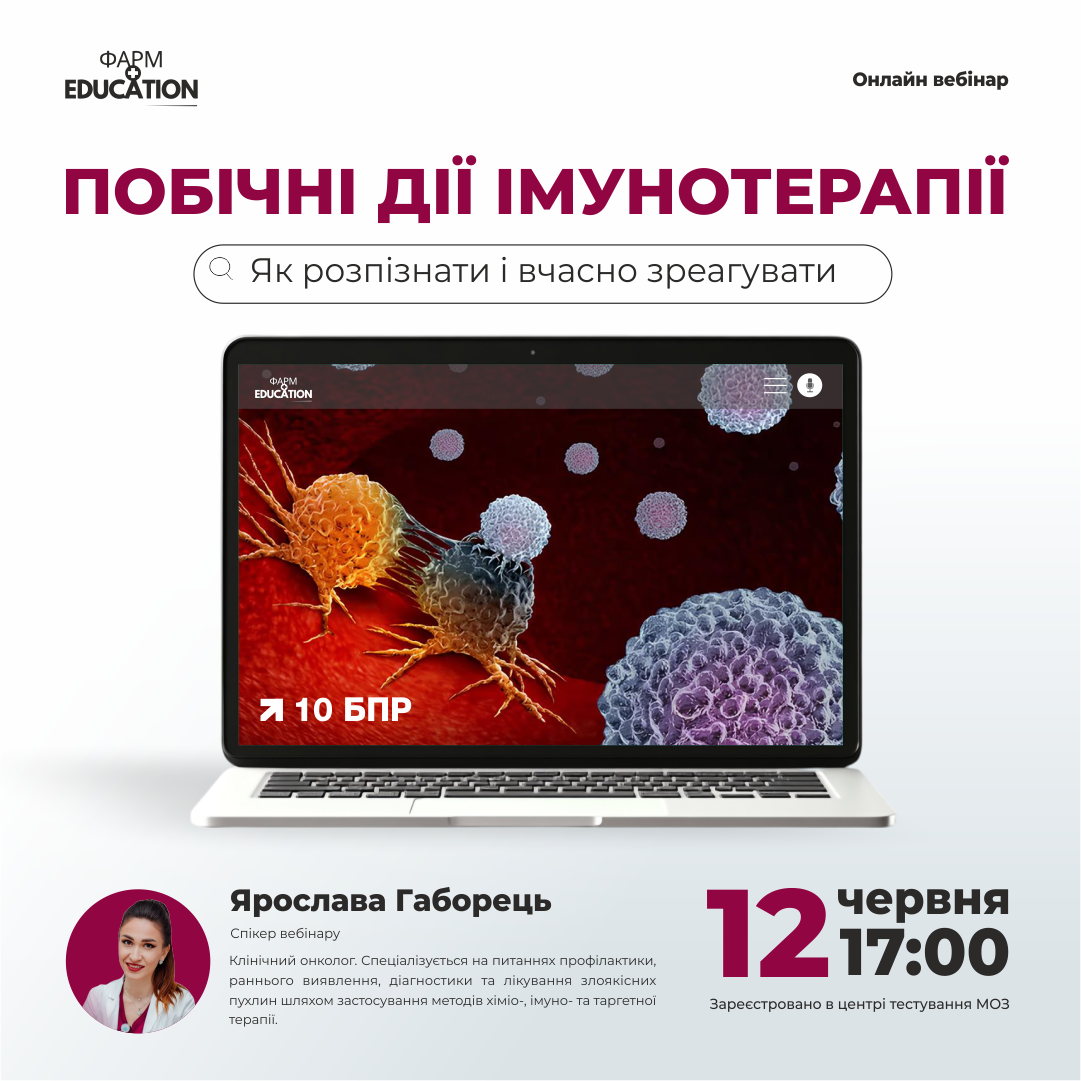 ФАРМ
EDUCATION
Онлайн вебінар
ПОБІЧНІ ДІЇ ІМУНОТЕРАПІЇ
Як розпізнати і вчасно зреагувати
ФАРМ
EDUCATION
10 БПР
Ярослава Габорець
Спікер вебінару
Клінічний онколог. Спеціалізується на питаннях профілактики,
раннього виявлення, діагностики та лікування злоякісних
пухлин шляхом застосування методів хіміо-, імуно- та таргетної
терапії.
12 червня
17:00
Зареєстровано в центрі тестування МОЗ